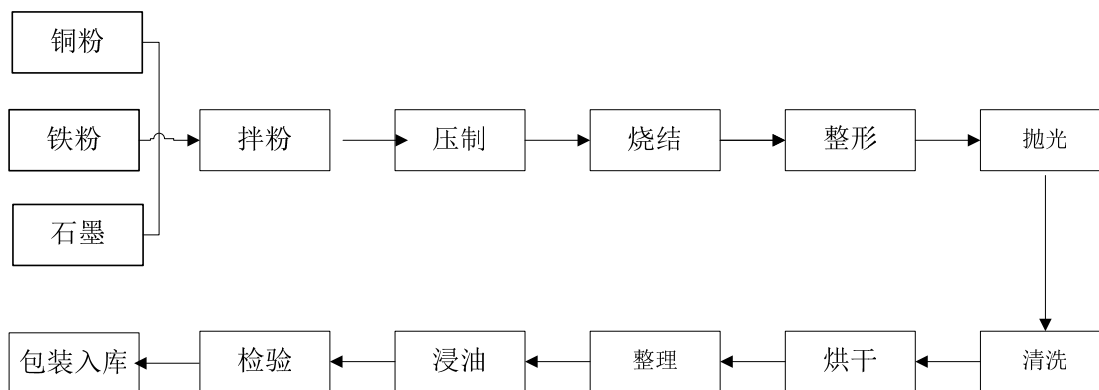 铜粉
铁粉
拌粉
压制
烧结
整形
抛光
石墨
包装入库
检验
浸油
整理
烘干
清洗